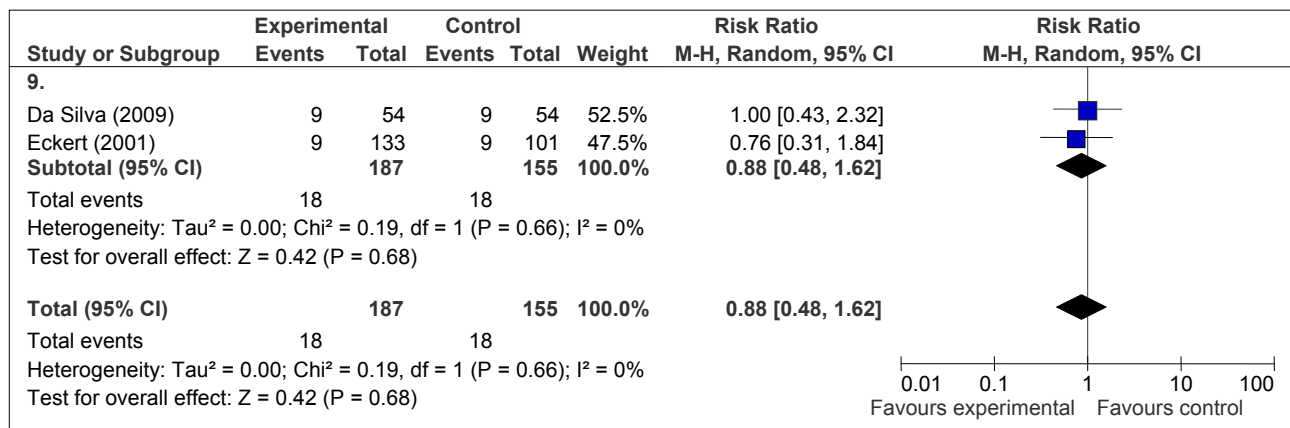 Experimental Control Risk Ratio Risk Ratio
Study or Subgroup Events Total Events Total Weight M-H, Random, 95% CI M-H, Random, 95% CI
9.
Da Silva (2009) 9 54 9 54 52.5% 1.00 [0.43, 2.32]
Eckert (2001) 9 133 9 101 47.5% 0.76 [0.31, 1.84]
Subtotal (95% CI) 187 155 100.0% 0.88 [0.48, 1.62]
Total events 18 18
Heterogeneity: Tau² = 0.00; Chi² = 0.19, df = 1 (P = 0.66); I² = 0%
Test for overall effect: Z = 0.42 (P = 0.68)
Total (95% CI) 187 155 100.0% 0.88 [0.48, 1.62]
Total events 18 18
Heterogeneity: Tau² = 0.00; Chi² = 0.19, df = 1 (P = 0.66); I² = 0%
Test for overall effect: Z = 0.42 (P = 0.68)
0.01 0.1 1 10 100
Favours experimental Favours control